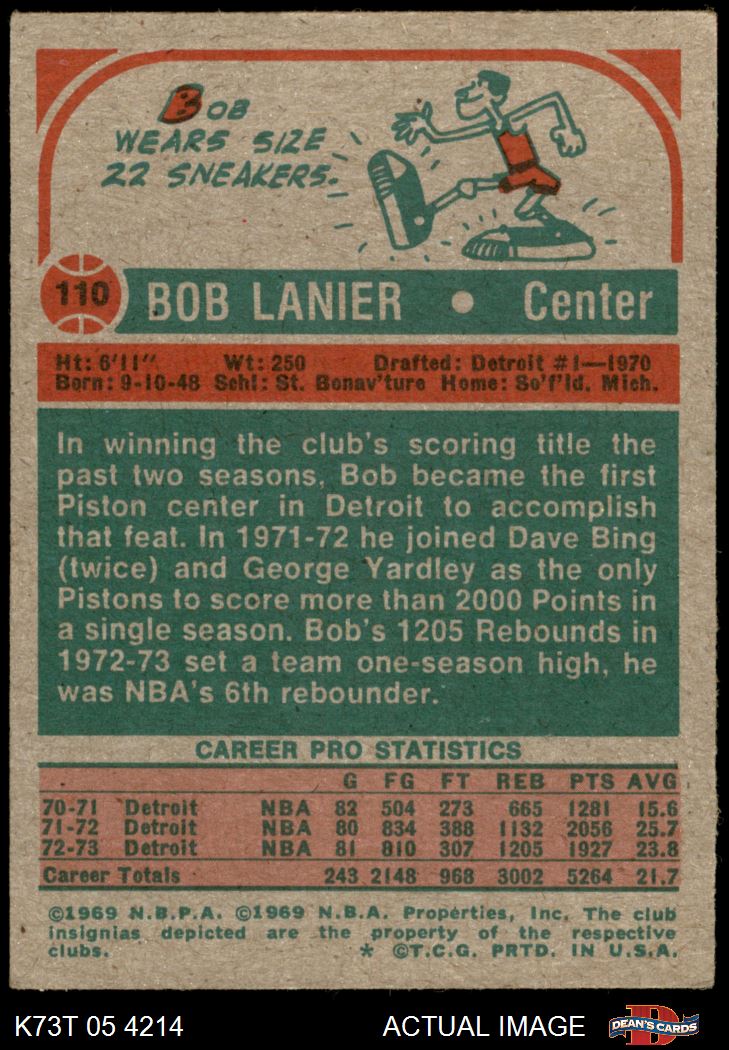 BOB
WEARS SIZE
22 SNEAKERS.
110 BOB LANIER • Center
Ht: 6'11" Wt: 250 Drafted: Detroit #1—1970
Born: 9-10-48 Schl: St. Bonav'ture Home: So'f'ld, Mich.
In winning the club's scoring title the
past two seasons, Bob became the first
Piston center in Detroit to accomplish
that feat. In 1971-72 he joined Dave Bing
(twice) and George Yardley as the only
Pistons to score more than 2000 Points in
a single season. Bob's 1205 Rebounds in
1972-73 set a team one-season high, he
was NBA's 6th rebounder.
CAREER PRO STATISTICS
G FG FT REB PTS AVG
70-71 Detroit NBA 82 504 273 665 1281 15.6
71-72 Detroit NBA 80 834 388 1132 2056 25.7
72-73 Detroit NBA 81 810 307 1205 1927 23.8
Career Totals 243 2148 968 3002 5264 21.7
©1969 N.B.P.A. ©1969 N.B.A. Properties, Inc. The club
insignias depicted are the property of the respective
clubs. * ©T.C.G. PRTD. IN U.S.A.
K73T 05 4214 ACTUAL IMAGE DEAN'S CARDS